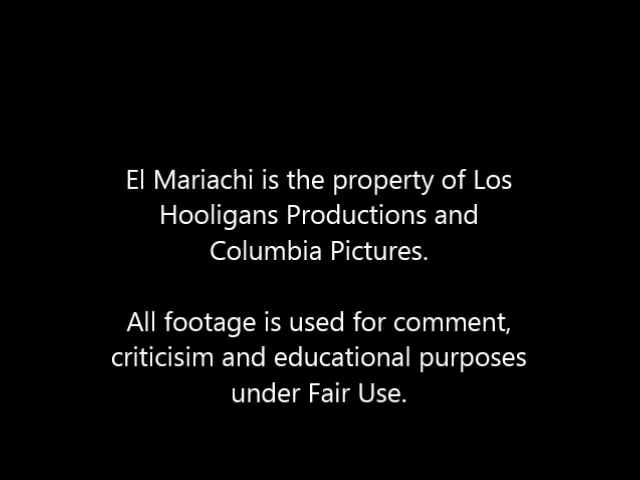 El Mariachi is the property of Los
Hooligans Productions and
Columbia Pictures.
All footage is used for comment,
criticisim and educational purposes
under Fair Use.